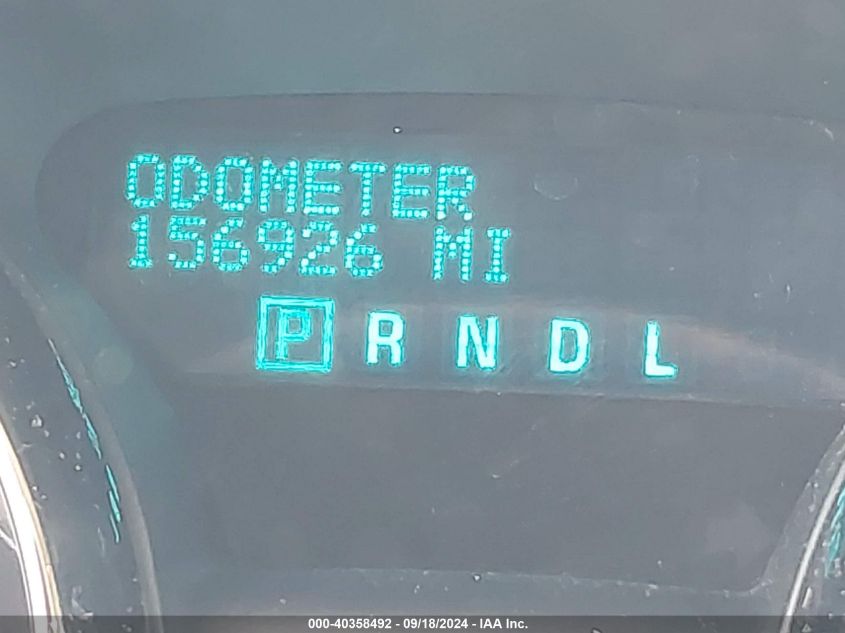 ODOMETER
156926 MI
P R N D L
000-40358492 - 09/18/2024 - IAA Inc.